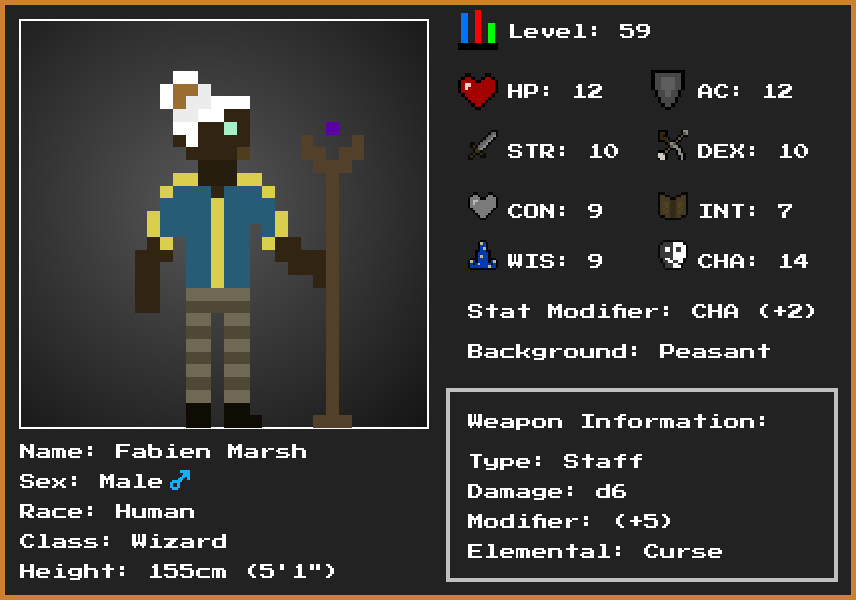 Level: 59
HP: 12
AC: 12
STR: 10
DEX: 10
CON: 9
INT: 7
WIS: 9
CHA: 14
Stat Modifier: CHA (+2)
Background: Peasant
Weapon Information:
Type: Staff
Damage: d6
Modifier: (+5)
Elemental: Curse
Name: Fabien Marsh
Sex: Male ♂
Race: Human
Class: Wizard
Height: 155cm (5'1")